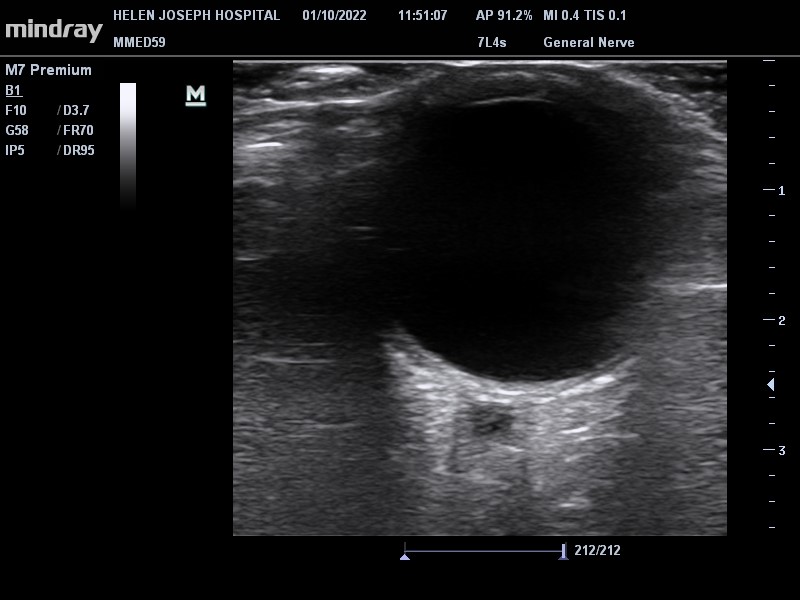 mindray HELEN JOSEPH HOSPITAL 01/10/2022 11:51:07 AP 91.2% MI 0.4 TIS 0.1
MMED59 7L4s General Nerve
M7 Premium
B1
F10 / D3.7
G58 / FR70
IP5 / DR95
M
1
2
3
212/212